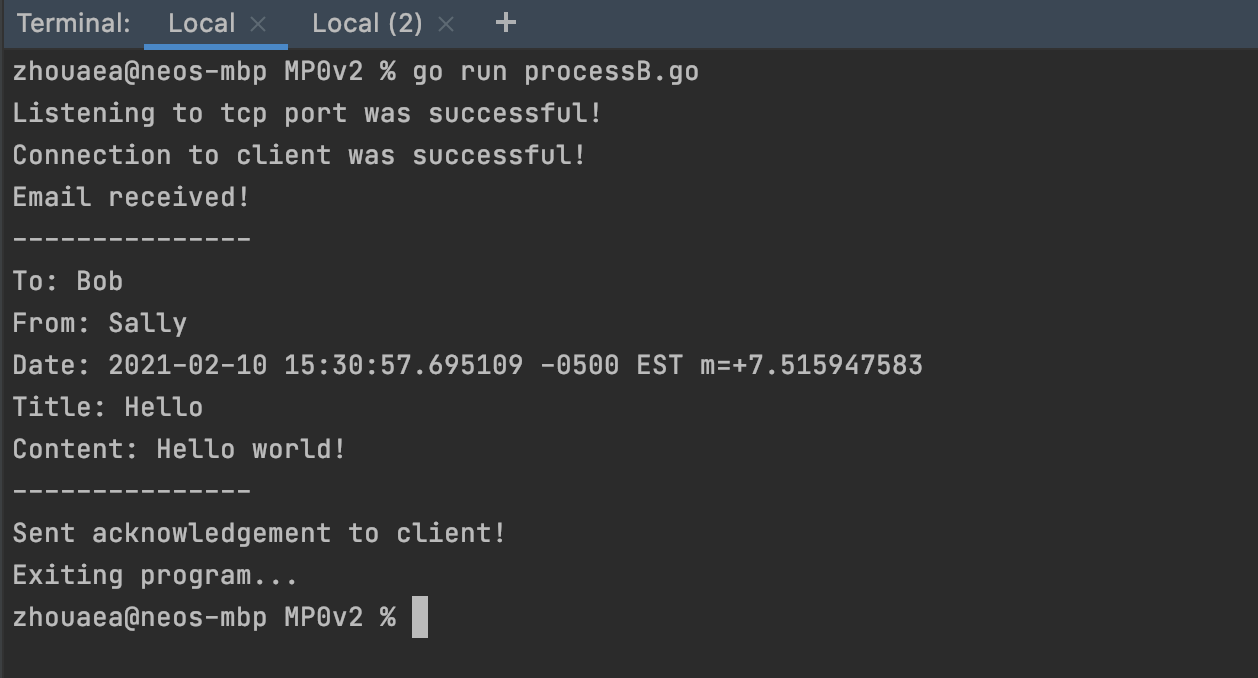 Terminal: Local × Local (2) × +
zhouaea@neos-mbp MP0v2 % go run processB.go
Listening to tcp port was successful!
Connection to client was successful!
Email received!
---------------
To: Bob
From: Sally
Date: 2021-02-10 15:30:57.695109 -0500 EST m=+7.515947583
Title: Hello
Content: Hello world!
---------------
Sent acknowledgement to client!
Exiting program...
zhouaea@neos-mbp MP0v2 %